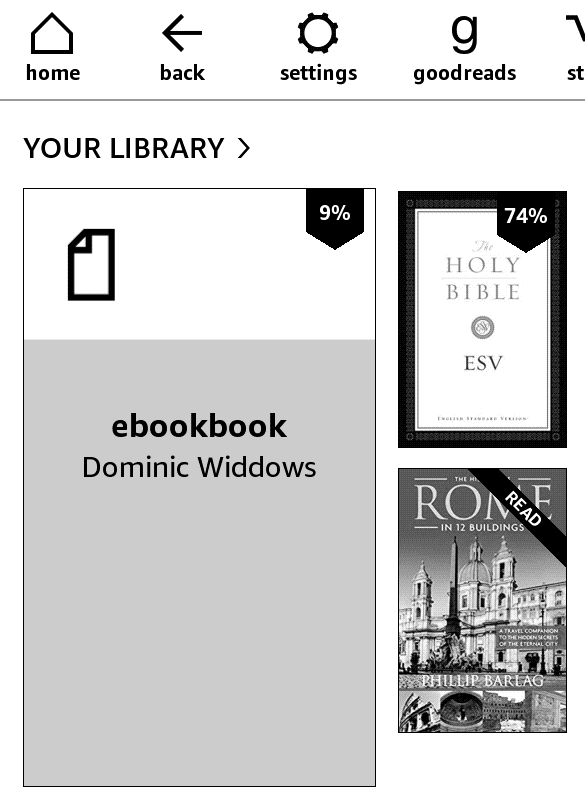 home back settings goodreads st
YOUR LIBRARY
9%
ebookbook
Dominic Widdows
74%
The
HOLY
BIBLE
ESV
ENGLISH STANDARD VERSION
READ
THE HI
ROME
IN 12 BUILDINGS
A TRAVEL COMPANION
TO THE HIDDEN SECRETS
OF THE ETERNAL CITY
PHILLIP BARLAG